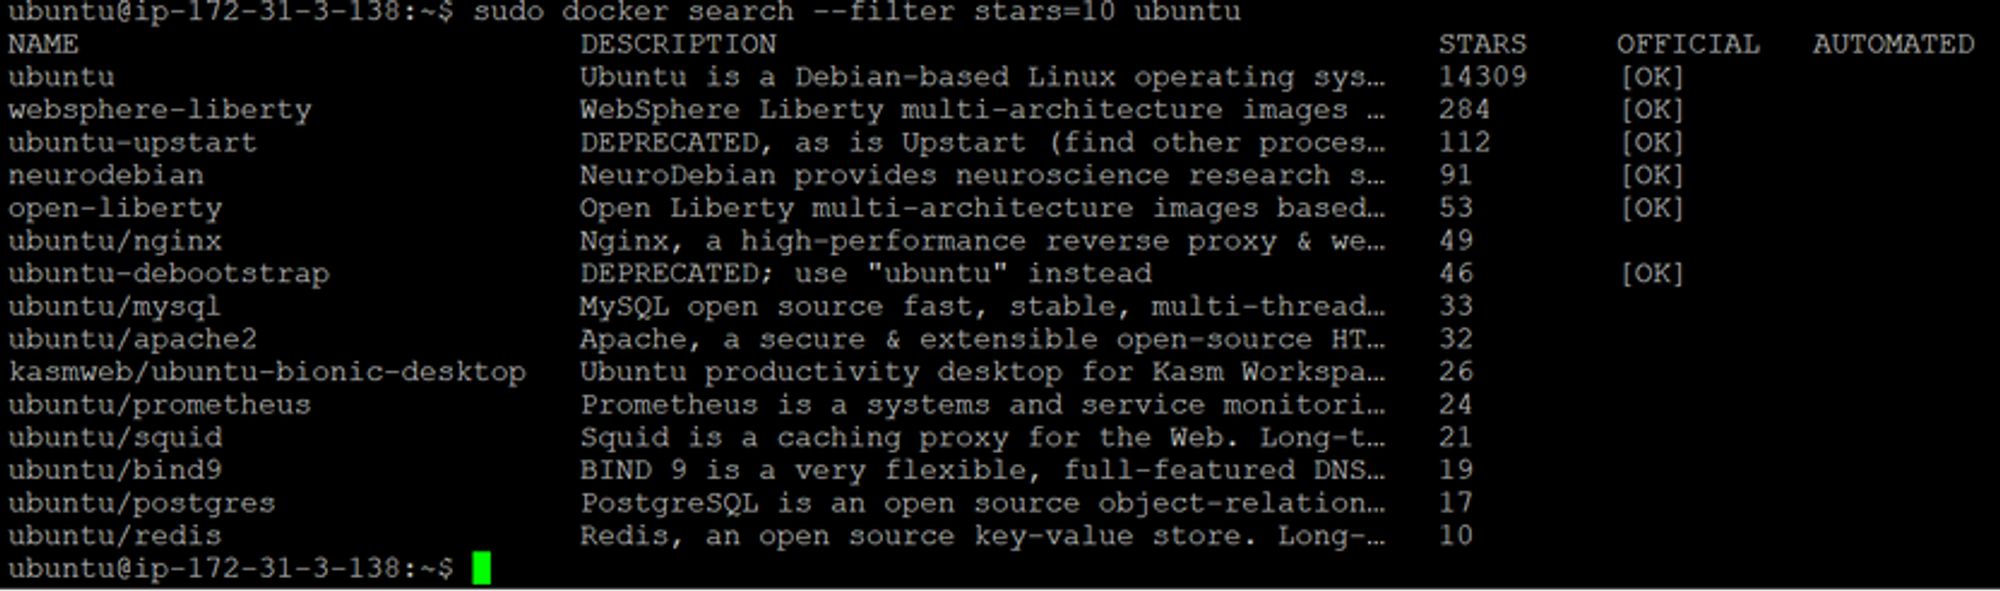 ubuntu@ip-172-31-3-138:~$ sudo docker search --filter stars=10 ubuntu
NAME DESCRIPTION STARS OFFICIAL AUTOMATED
ubuntu Ubuntu is a Debian-based Linux operating sys… 14309 [OK]
websphere-liberty WebSphere Liberty multi-architecture images … 284 [OK]
ubuntu-upstart DEPRECATED, as is Upstart (find other proces… 112 [OK]
neurodebian NeuroDebian provides neuroscience research s… 91 [OK]
open-liberty Open Liberty multi-architecture images based… 53 [OK]
ubuntu/nginx Nginx, a high-performance reverse proxy & we… 49
ubuntu-debootstrap DEPRECATED; use "ubuntu" instead 46 [OK]
ubuntu/mysql MySQL open source fast, stable, multi-thread… 33
ubuntu/apache2 Apache, a secure & extensible open-source HT… 32
kasmweb/ubuntu-bionic-desktop Ubuntu productivity desktop for Kasm Workspa… 26
ubuntu/prometheus Prometheus is a systems and service monitori… 24
ubuntu/squid Squid is a caching proxy for the Web. Long-t… 21
ubuntu/bind9 BIND 9 is a very flexible, full-featured DNS… 19
ubuntu/postgres PostgreSQL is an open source object-relation… 17
ubuntu/redis Redis, an open source key-value store. Long-… 10
ubuntu@ip-172-31-3-138:~$